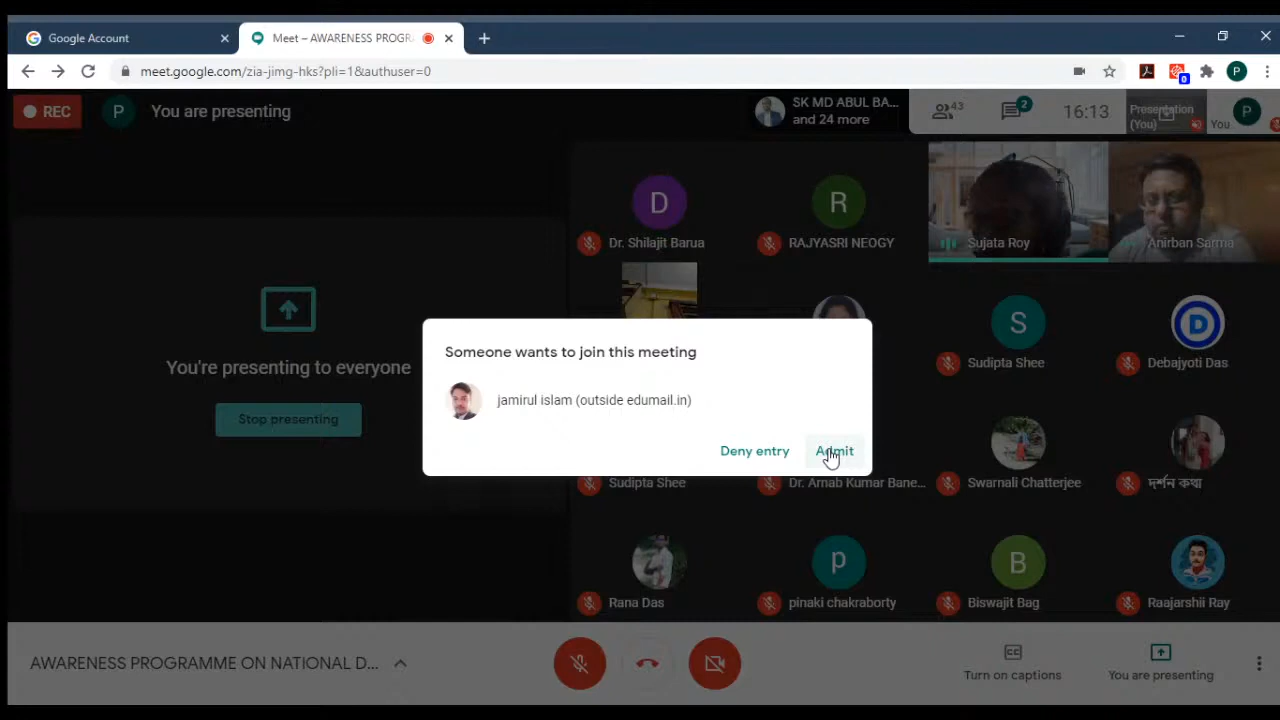 Google Account
Meet – AWARENESS PROGR
meet.google.com/zia-jimg-hks?pli=1&authuser=0
P
0
REC
P
You are presenting
SK MD ABUL BA...
and 24 more
43
2
16:13
Presentation
(You)
You
P
D
Dr. Shilajit Barua
R
RAJYASRI NEOGY
Sujata Roy
Anirban Sarma
You're presenting to everyone
Stop presenting
Someone wants to join this meeting
jamirul islam (outside edumail.in)
Deny entry
Admit
S
Sudipta Shee
D
Debajyoti Das
Sudipta Shee
Dr. Arnab Kumar Bane...
Swarnali Chatterjee
দর্শন কথা
Rana Das
p
pinaki chakraborty
B
Biswajit Bag
Raajarshii Ray
AWARENESS PROGRAMME ON NATIONAL D...
CC
Turn on captions
You are presenting